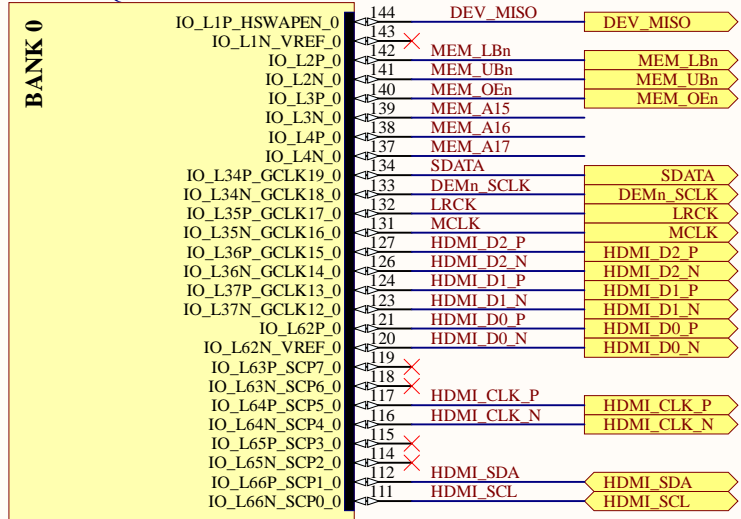 BANK 0
IO_L1P_HSWAPEN_0 144 DEV_MISO DEV_MISO
IO_L1N_VREF_0 143
IO_L2P_0 142 MEM_LBn MEM_LBn
IO_L2N_0 141 MEM_UBn MEM_UBn
IO_L3P_0 140 MEM_OEn MEM_OEn
IO_L3N_0 139 MEM_A15
IO_L4P_0 138 MEM_A16
IO_L4N_0 137 MEM_A17
IO_L34P_GCLK19_0 134 SDATA SDATA
IO_L34N_GCLK18_0 133 DEMn_SCLK DEMn_SCLK
IO_L35P_GCLK17_0 132 LRCK LRCK
IO_L35N_GCLK16_0 131 MCLK MCLK
IO_L36P_GCLK15_0 127 HDMI_D2_P HDMI_D2_P
IO_L36N_GCLK14_0 126 HDMI_D2_N HDMI_D2_N
IO_L37P_GCLK13_0 124 HDMI_D1_P HDMI_D1_P
IO_L37N_GCLK12_0 123 HDMI_D1_N HDMI_D1_N
IO_L62P_0 121 HDMI_D0_P HDMI_D0_P
IO_L62N_VREF_0 120 HDMI_D0_N HDMI_D0_N
IO_L63P_SCP7_0 119
IO_L63N_SCP6_0 118
IO_L64P_SCP5_0 117 HDMI_CLK_P HDMI_CLK_P
IO_L64N_SCP4_0 116 HDMI_CLK_N HDMI_CLK_N
IO_L65P_SCP3_0 115
IO_L65N_SCP2_0 114
IO_L66P_SCP1_0 112 HDMI_SDA HDMI_SDA
IO_L66N_SCP0_0 111 HDMI_SCL HDMI_SCL